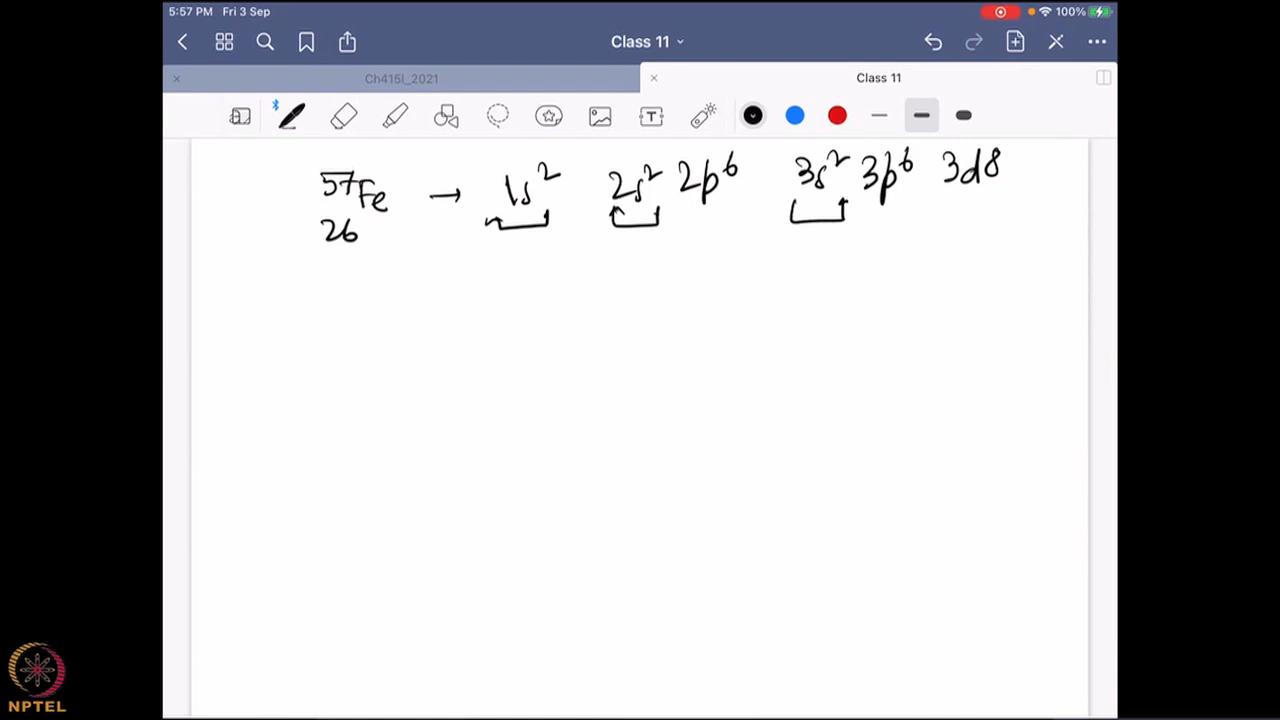 5:57 PM Fri 3 Sep
100%
Class 11
Ch415I_2021
Class 11
T
57Fe → 1s2 2s2 2p6 3s2 3p6 3d8
26
NPTEL